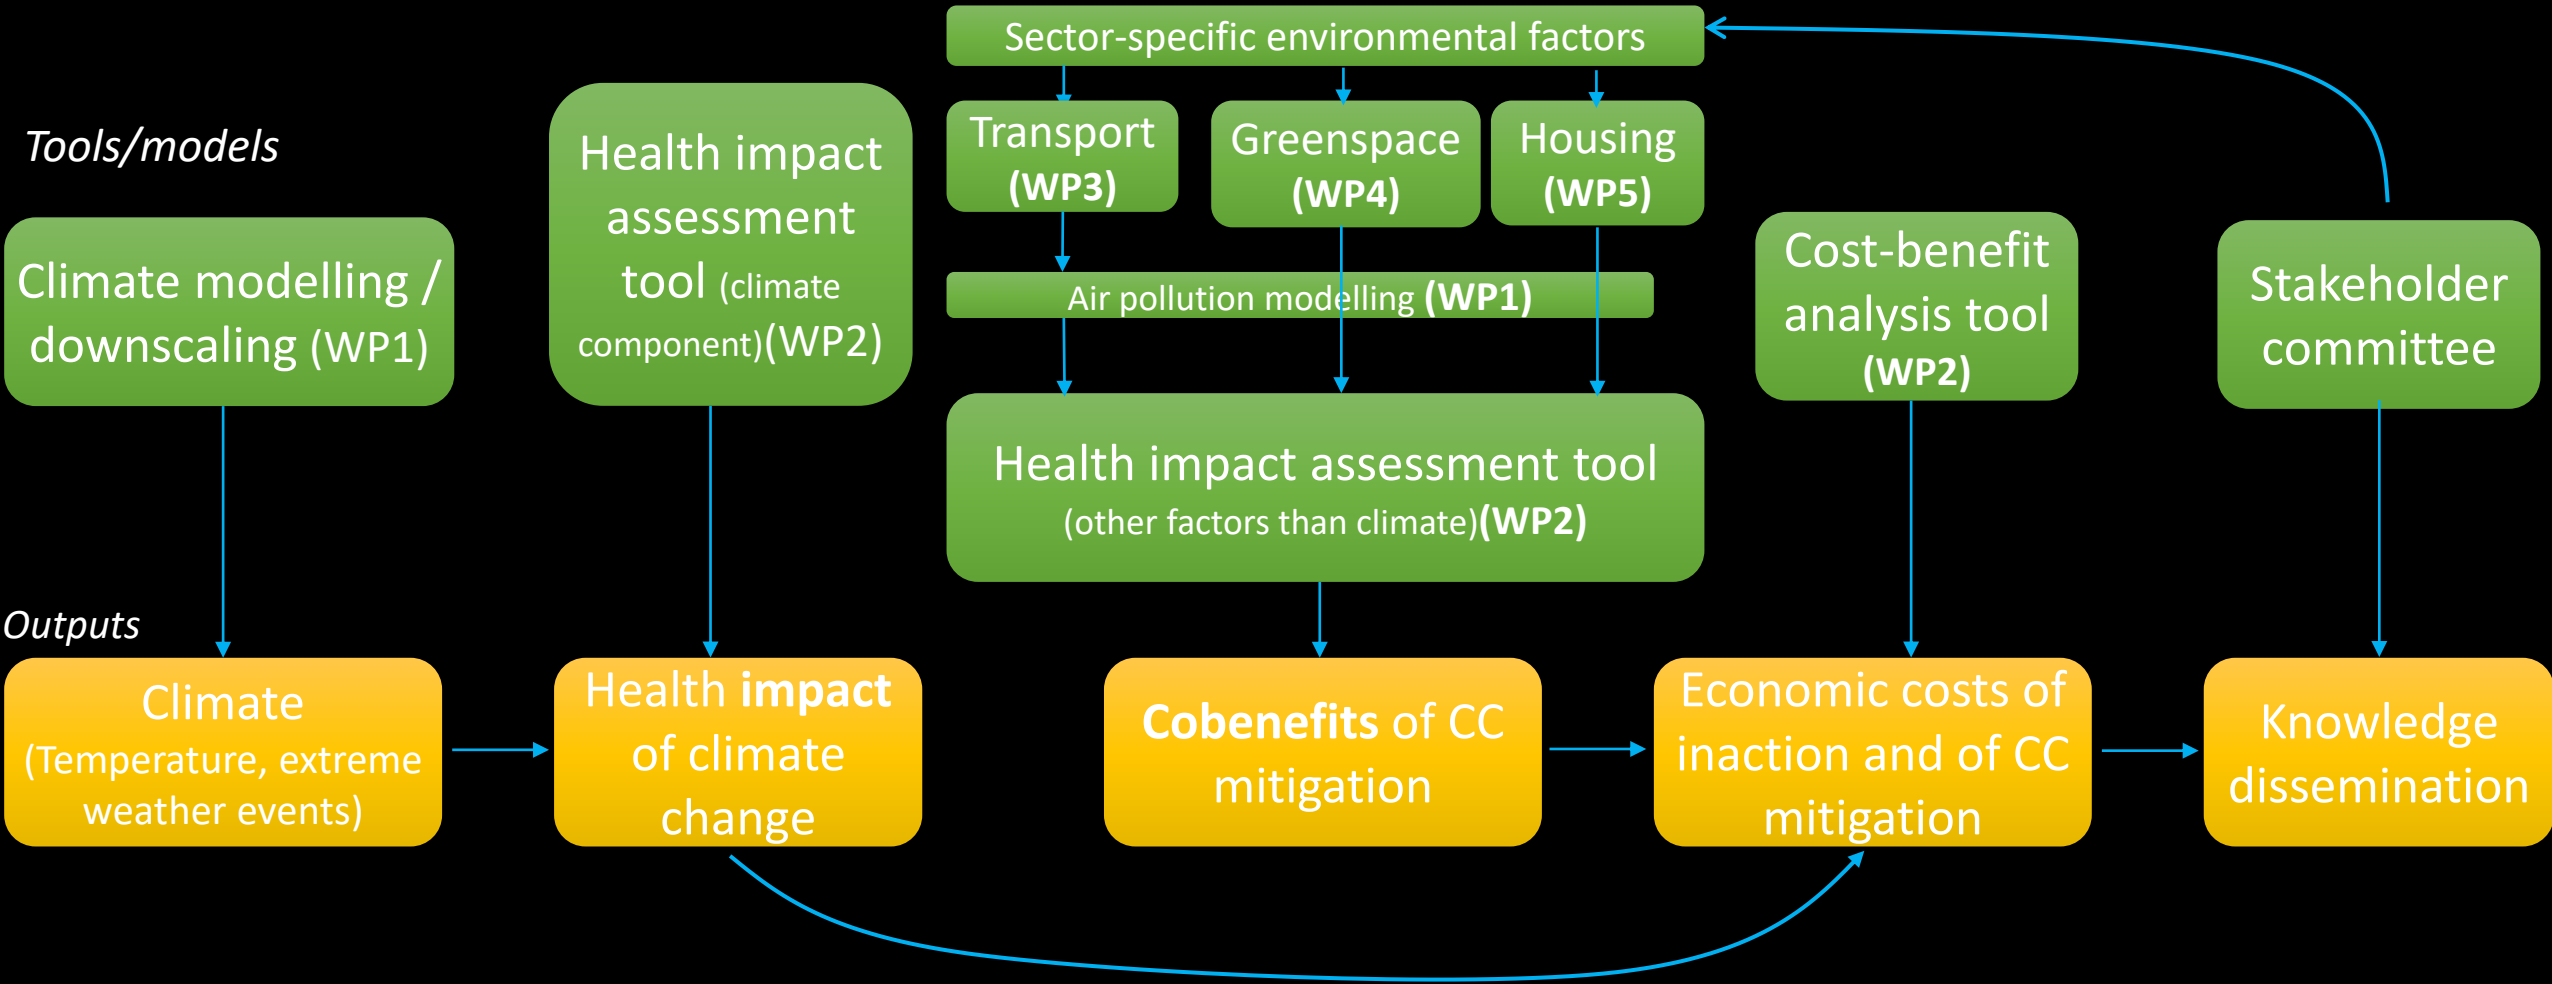 Sector-specific environmental factors
Tools/models
Climate modelling /
downscaling (WP1)
Health impact
assessment
tool (climate
component)(WP2)
Transport
(WP3)
Greenspace
(WP4)
Housing
(WP5)
Air pollution modelling (WP1)
Health impact assessment tool
(other factors than climate)(WP2)
Cost-benefit
analysis tool
(WP2)
Stakeholder
committee
Outputs
Climate
(Temperature, extreme
weather events)
Health impact
of climate
change
Cobenefits of CC
mitigation
Economic costs of
inaction and of CC
mitigation
Knowledge
dissemination